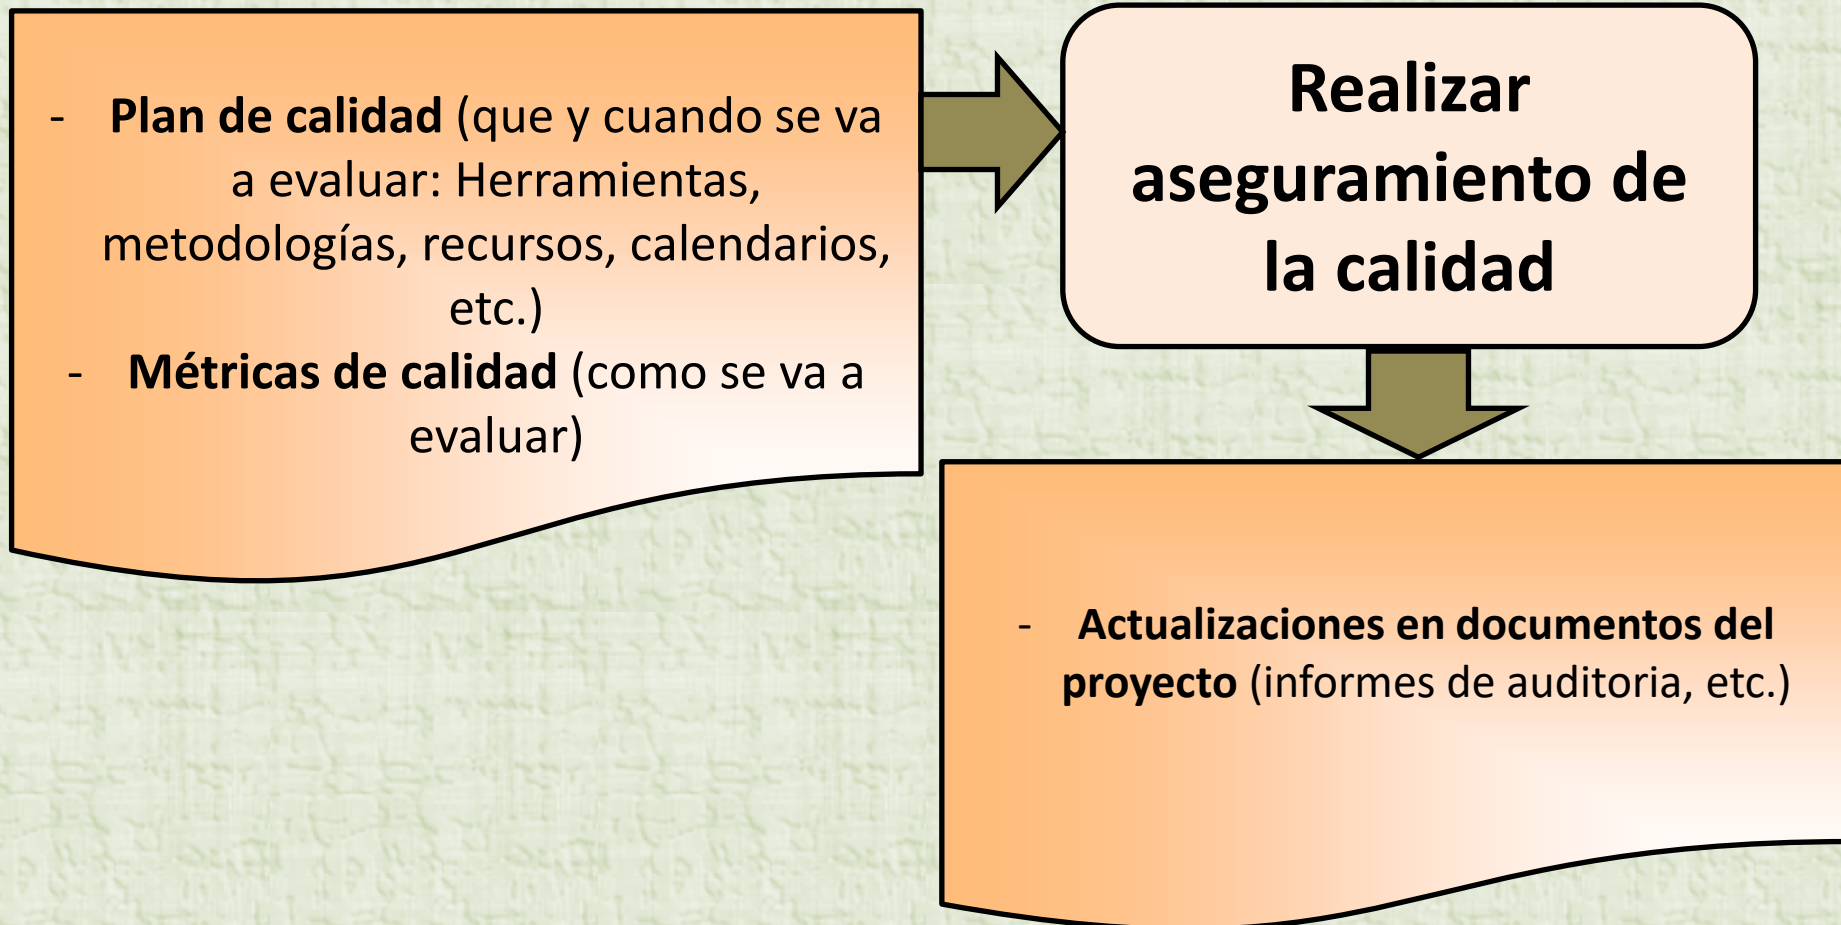 - Plan de calidad (que y cuando se va
a evaluar: Herramientas,
metodologías, recursos, calendarios,
etc.)
- Métricas de calidad (como se va a
evaluar)
Realizar
aseguramiento de
la calidad
- Actualizaciones en documentos del
proyecto (informes de auditoria, etc.)